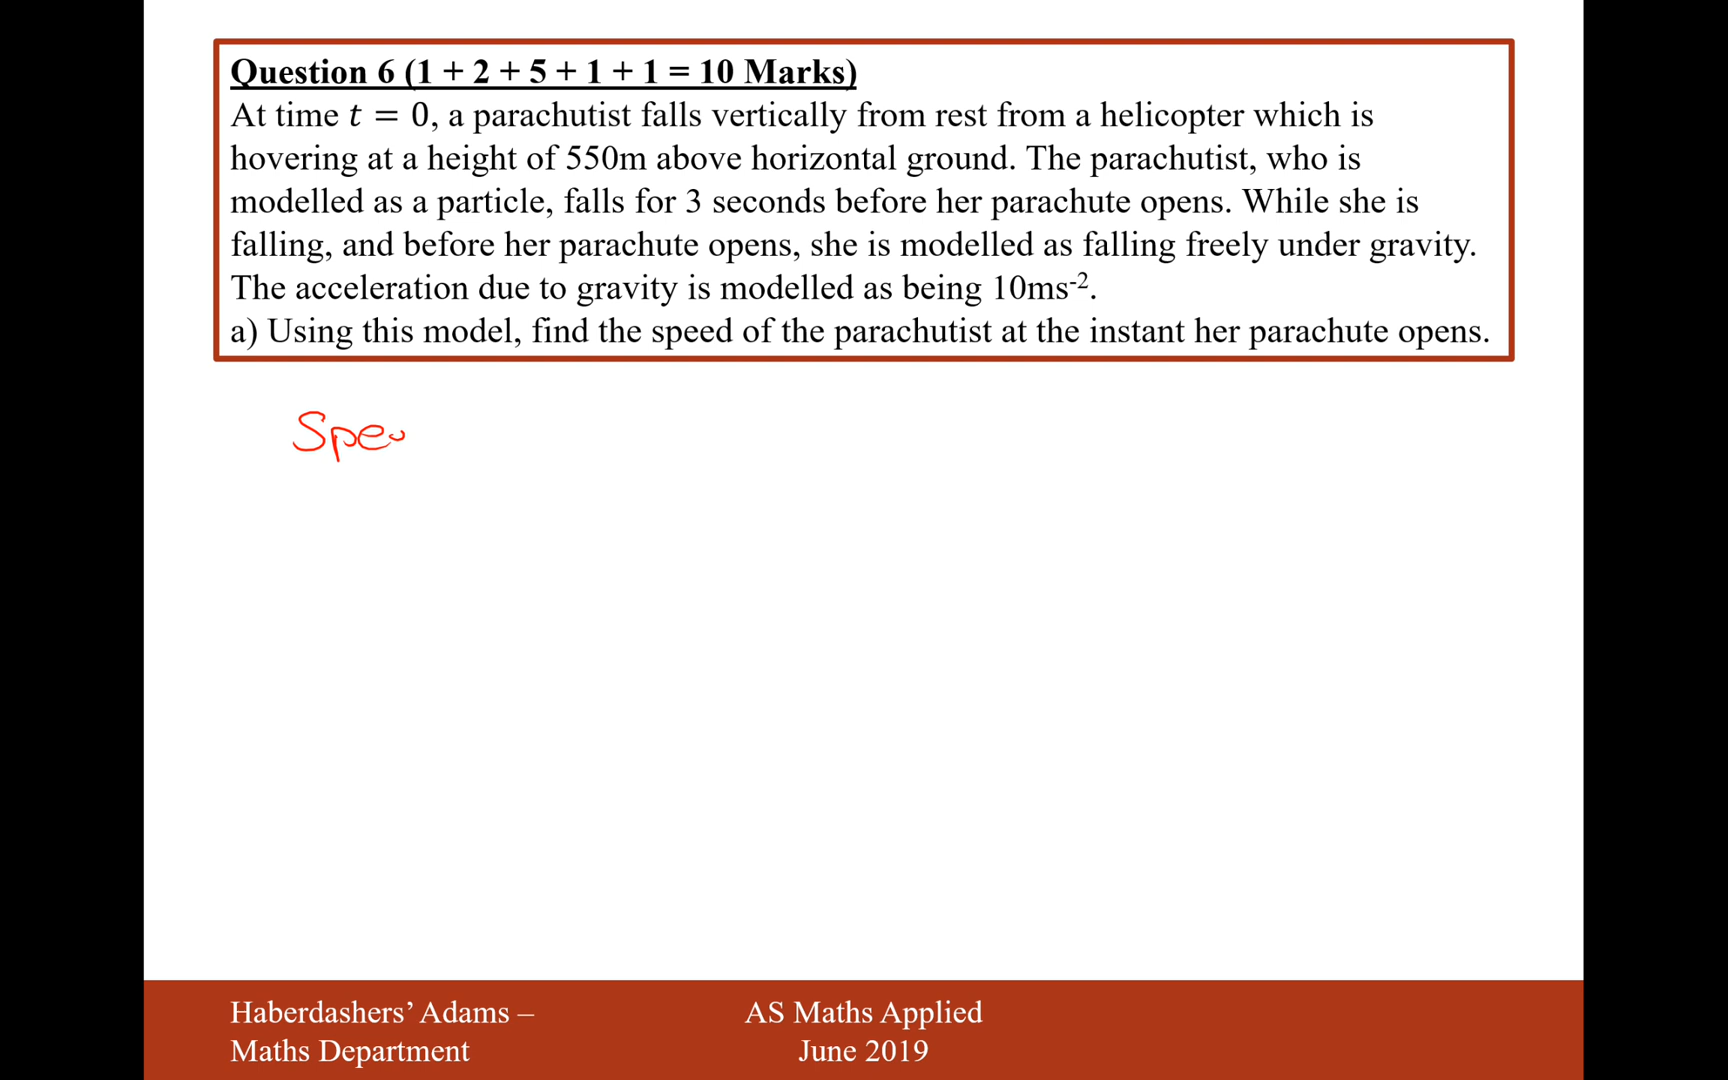 Question 6 (1 + 2 + 5 + 1 + 1 = 10 Marks)
At time t = 0, a parachutist falls vertically from rest from a helicopter which is
hovering at a height of 550m above horizontal ground. The parachutist, who is
modelled as a particle, falls for 3 seconds before her parachute opens. While she is
falling, and before her parachute opens, she is modelled as falling freely under gravity.
The acceleration due to gravity is modelled as being 10ms⁻².
a) Using this model, find the speed of the parachutist at the instant her parachute opens.
Spe
Haberdashers’ Adams –
Maths Department
AS Maths Applied
June 2019